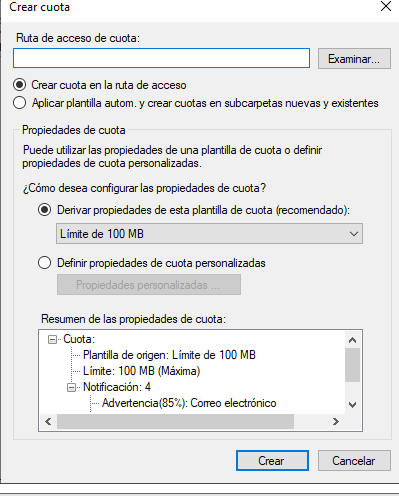 Crear cuota
Ruta de acceso de cuota:
Examinar...
Crear cuota en la ruta de acceso
Aplicar plantilla autom. y crear cuotas en subcarpetas nuevas y existentes
Propiedades de cuota
Puede utilizar las propiedades de una plantilla de cuota o definir
propiedades de cuota personalizadas.
¿Cómo desea configurar las propiedades de cuota?
Derivar propiedades de esta plantilla de cuota (recomendado):
Límite de 100 MB
Definir propiedades de cuota personalizadas
Propiedades personalizadas ...
Resumen de las propiedades de cuota:
Cuota:
Plantilla de origen: Límite de 100 MB
Límite: 100 MB (Máxima)
Notificación: 4
Advertencia(85%): Correo electrónico
Crear
Cancelar